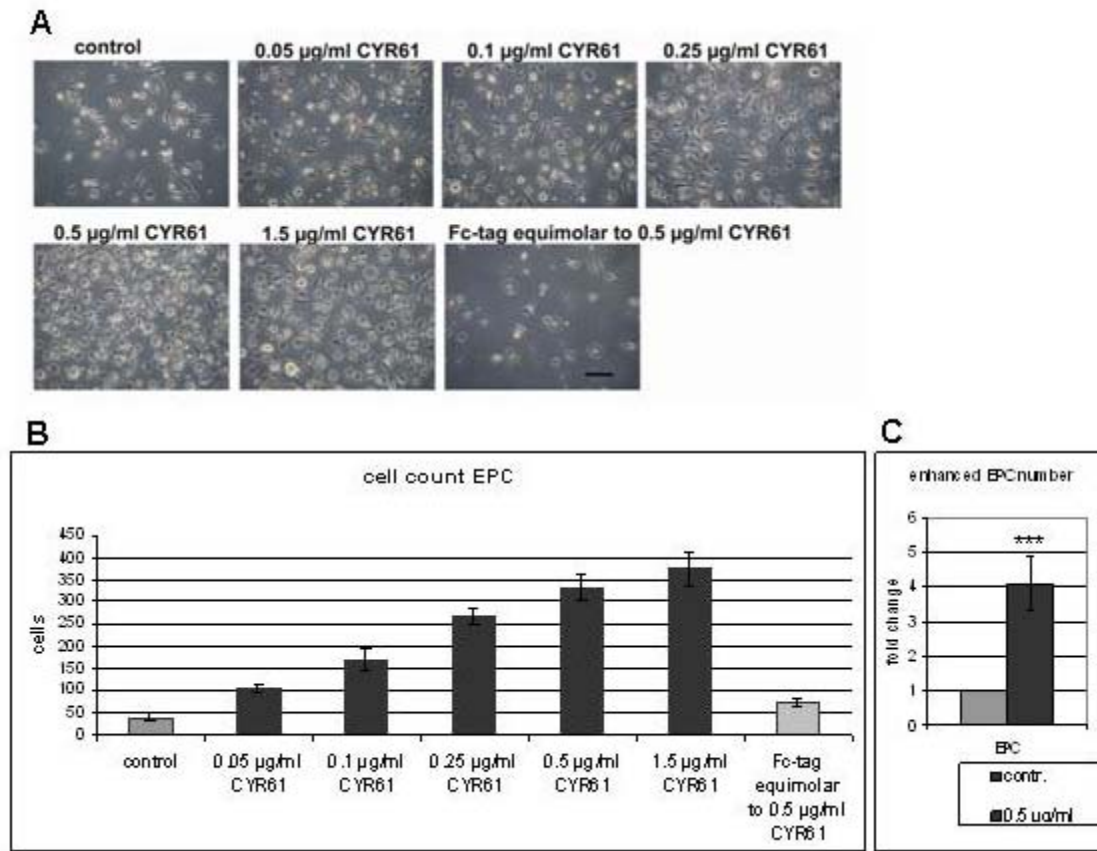 A
control
0.05 µg/ml CYR61
0.1 µg/ml CYR61
0.25 µg/ml CYR61
0.5 µg/ml CYR61
1.5 µg/ml CYR61
Fc-tag equimolar to 0.5 µg/ml CYR61
B
cell count EPC
cells
450
400
350
300
250
200
150
100
50
0
control
0.05 µg/ml
CYR61
0.1 µg/ml
CYR61
0.25 µg/ml
CYR61
0.5 µg/ml
CYR61
1.5 µg/ml
CYR61
Fc-tag
equimolar
to 0.5 µg/ml
CYR61
C
enhanced EPCnumber
fold change
6
5
4
3
2
1
0
***
EPC
contr.
0.5 µg/ml